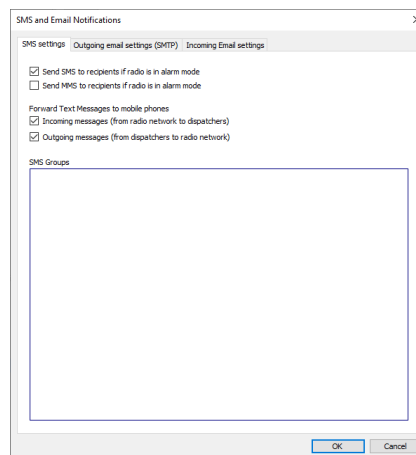 SMS and Email Notifications
SMS settings
Outgoing email settings (SMTP)
Incoming Email settings
Send SMS to recipients if radio is in alarm mode
Send MMS to recipients if radio is in alarm mode
Forward Text Messages to mobile phones
Incoming messages (from radio network to dispatchers)
Outgoing messages (from dispatchers to radio network)
SMS Groups
OK
Cancel